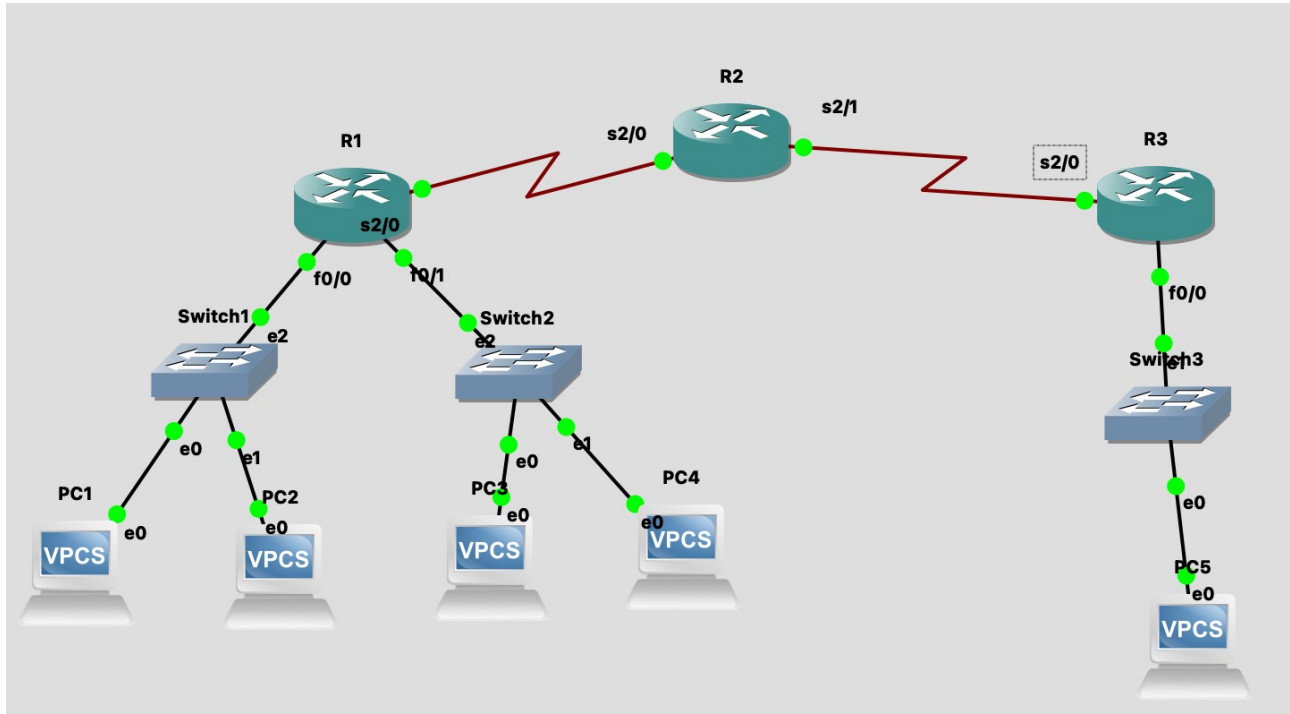 R2
s2/1
s2/0
R1
R3
s2/0
s2/0
f0/0
f0/1
f0/0
Switch1
e2
Switch2
e2
Switch3
e1
e0
e1
e0
e1
e0
PC1
e0
PC2
e0
PC3
e0
PC4
e0
PC5
e0
VPCS
VPCS
VPCS
VPCS
VPCS